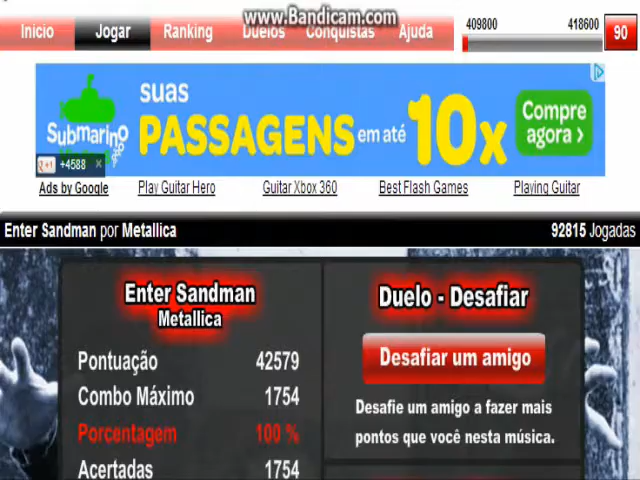 www.Bandicam.com
Inicio Jogar Ranking Duelos Conquistas Ajuda
409800 418600 90
suas
PASSAGENS em até 10x
Submarino
Compre agora >
+1 +4588 ×
Ads by Google Play Guitar Hero Guitar Xbox 360 Best Flash Games Playing Guitar
Enter Sandman por Metallica 92815 Jogadas
Enter Sandman
Metallica
Pontuação 42579
Combo Máximo 1754
Porcentagem 100 %
Acertadas 1754
Duelo - Desafiar
Desafiar um amigo
Desafie um amigo a fazer mais
pontos que você nesta música.